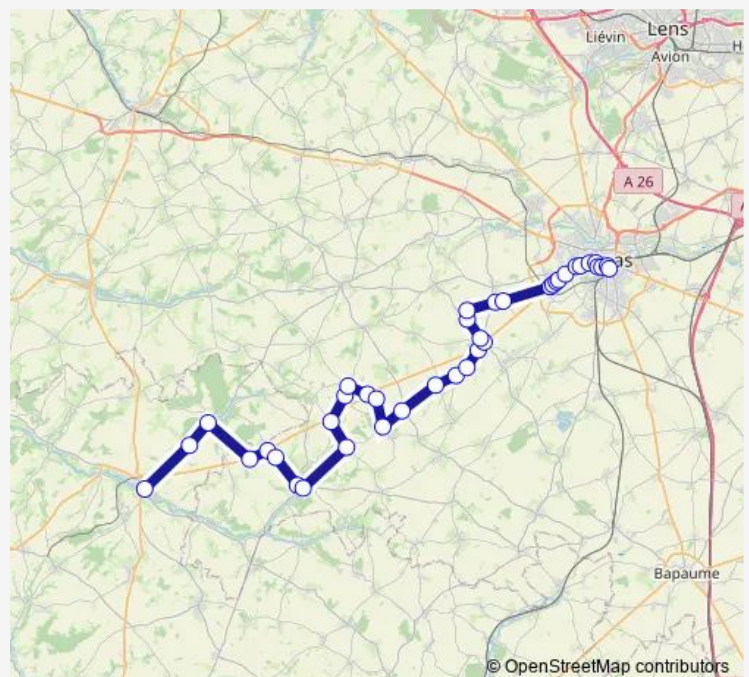 Liévin
Lens
Avion
H
A 26
A
as
Bapaume
© OpenStreetMap contributors